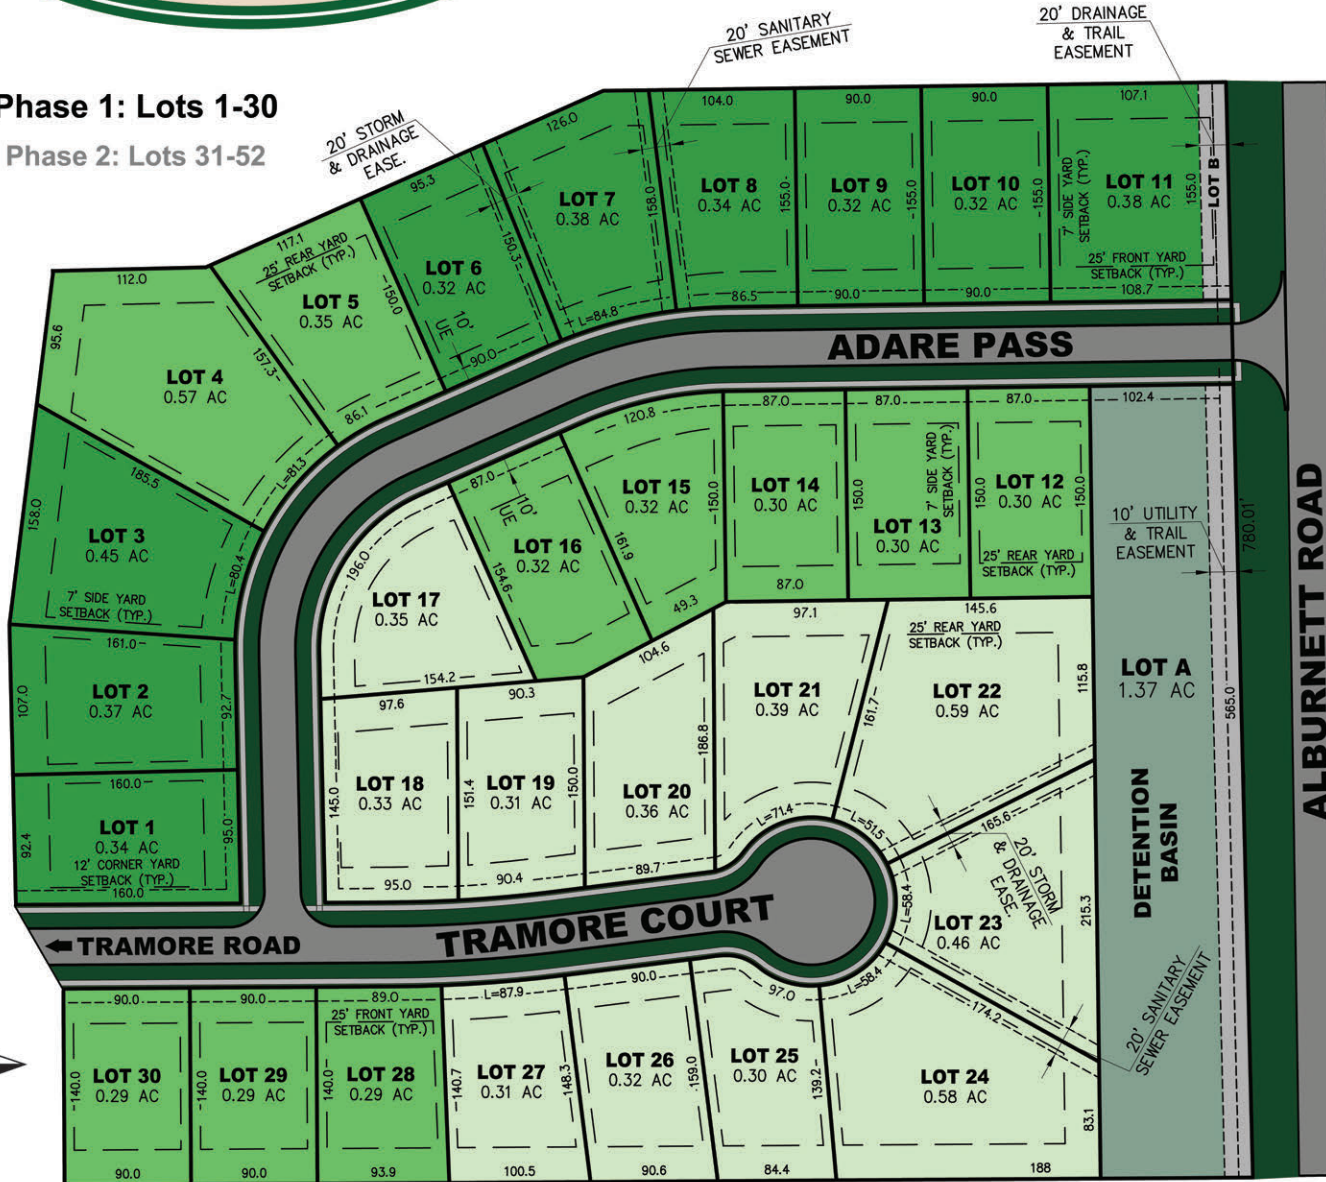 Phase 1: Lots 1-30
Phase 2: Lots 31-52
20' STORM
& DRAINAGE
EASE.
20' SANITARY
SEWER EASEMENT
20' DRAINAGE
& TRAIL
EASEMENT
126.0
104.0
90.0
90.0
107.1
95.3
LOT 7
0.38 AC
158.0
LOT 8
0.34 AC
155.0
LOT 9
0.32 AC
155.0
LOT 10
0.32 AC
155.0
7' SIDE YARD
SETBACK (TYP.)
LOT 11
0.38 AC
155.0
LOT B
25' FRONT YARD
SETBACK (TYP.)
117.1
25' REAR YARD
SETBACK (TYP.)
LOT 5
0.35 AC
150.0
LOT 6
0.32 AC
150.3
10'
UE
112.0
95.6
LOT 4
0.57 AC
157.3
86.1
90.0
L=84.8
86.5
90.0
90.0
108.7
ADARE PASS
L=81.3
185.5
158.0
LOT 3
0.45 AC
L=80.4
7' SIDE YARD
SETBACK (TYP.)
87.0
120.8
87.0
87.0
87.0
102.4
196.0
LOT 17
0.35 AC
154.2
10'
UE
LOT 16
0.32 AC
154.6
161.9
LOT 15
0.32 AC
150.0
49.3
LOT 14
0.30 AC
87.0
150.0
LOT 13
0.30 AC
7' SIDE YARD
SETBACK (TYP.)
150.0
LOT 12
0.30 AC
150.0
25' REAR YARD
SETBACK (TYP.)
10' UTILITY
& TRAIL
EASEMENT
780.01'
ALBURNETT ROAD
161.0
107.0
LOT 2
0.37 AC
92.7
160.0
92.4
LOT 1
0.34 AC
95.0
12' CORNER YARD
SETBACK (TYP.)
160.0
97.6
LOT 18
0.33 AC
145.0
95.0
90.3
151.4
LOT 19
0.31 AC
150.0
90.4
104.6
LOT 20
0.36 AC
186.8
89.7
97.1
LOT 21
0.39 AC
161.7
L=71.4
145.6
25' REAR YARD
SETBACK (TYP.)
LOT 22
0.59 AC
115.8
L=51.5
165.6
LOT A
1.37 AC
565.0
DETENTION
BASIN
20' STORM
& DRAINAGE
EASE.
L=58.4
LOT 23
0.46 AC
215.3
L=58.4
174.2
20' SANITARY
SEWER EASEMENT
TRAMORE ROAD
TRAMORE COURT
90.0
90.0
89.0
L=87.9
90.0
97.0
140.0
LOT 30
0.29 AC
90.0
140.0
LOT 29
0.29 AC
90.0
25' FRONT YARD
SETBACK (TYP.)
140.0
LOT 28
0.29 AC
93.9
140.7
LOT 27
0.31 AC
148.3
100.5
LOT 26
0.32 AC
159.0
90.6
LOT 25
0.30 AC
139.2
84.4
LOT 24
0.58 AC
83.1
188